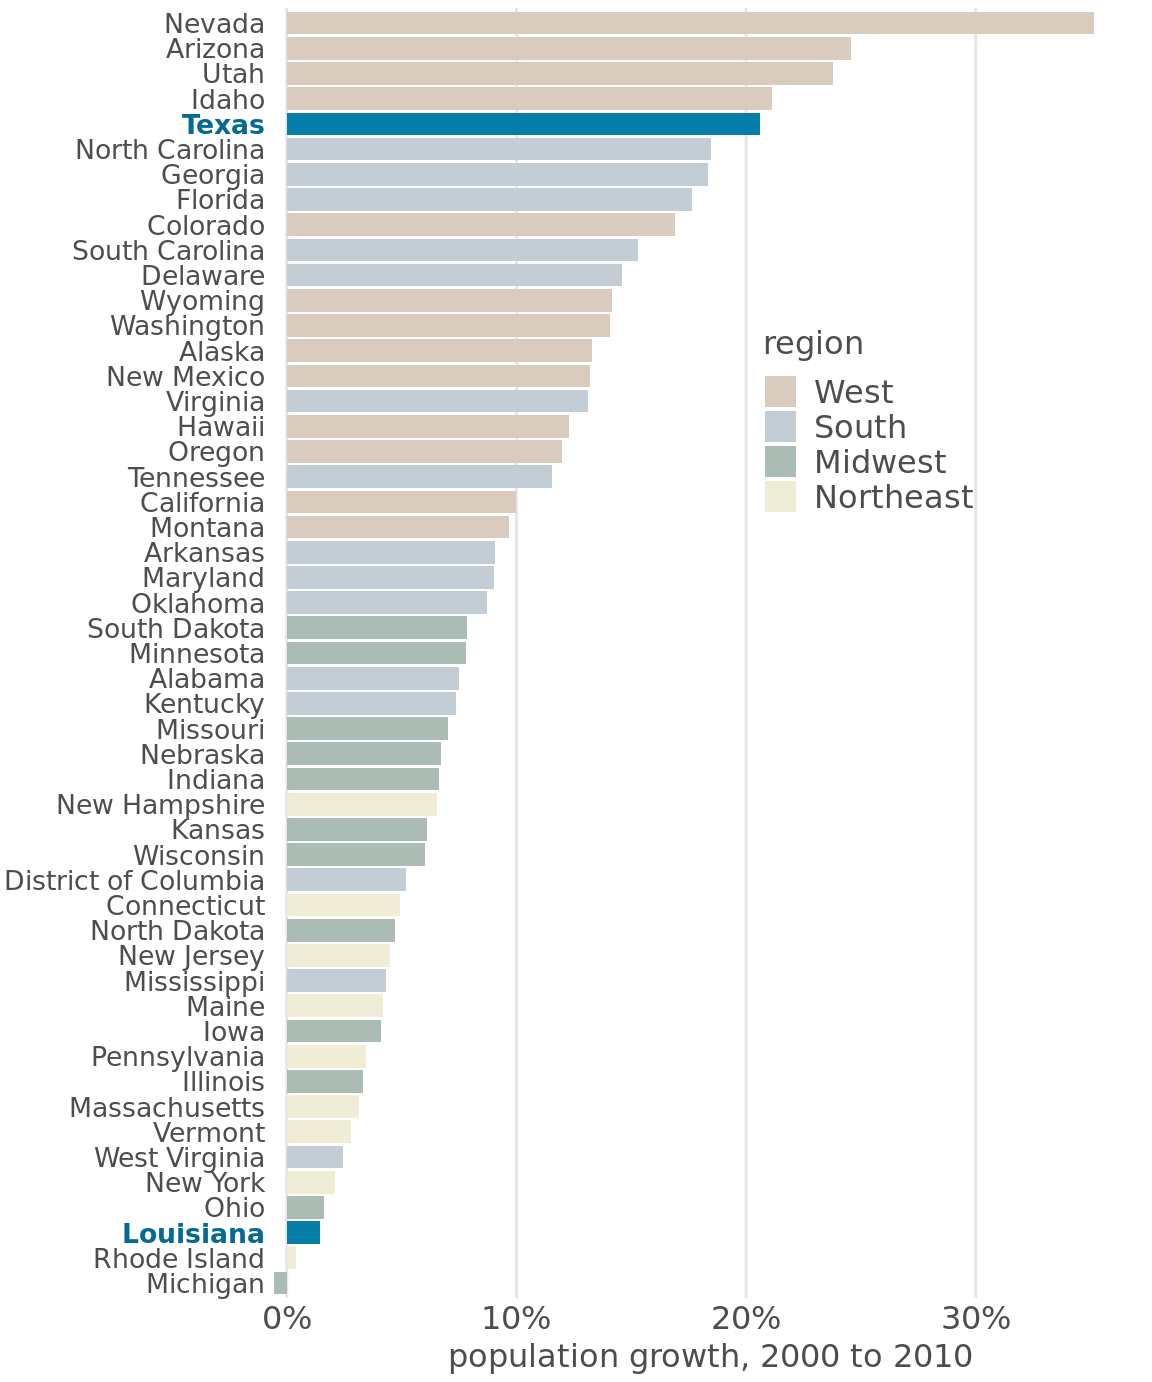 Nevada
Arizona
Utah
Idaho
Texas
North Carolina
Georgia
Florida
Colorado
South Carolina
Delaware
Wyoming
Washington
Alaska
New Mexico
Virginia
Hawaii
Oregon
Tennessee
California
Montana
Arkansas
Maryland
Oklahoma
South Dakota
Minnesota
Alabama
Kentucky
Missouri
Nebraska
Indiana
New Hampshire
Kansas
Wisconsin
District of Columbia
Connecticut
North Dakota
New Jersey
Mississippi
Maine
Iowa
Pennsylvania
Illinois
Massachusetts
Vermont
West Virginia
New York
Ohio
Louisiana
Rhode Island
Michigan
region
West
South
Midwest
Northeast
0% 10% 20% 30%
population growth, 2000 to 2010